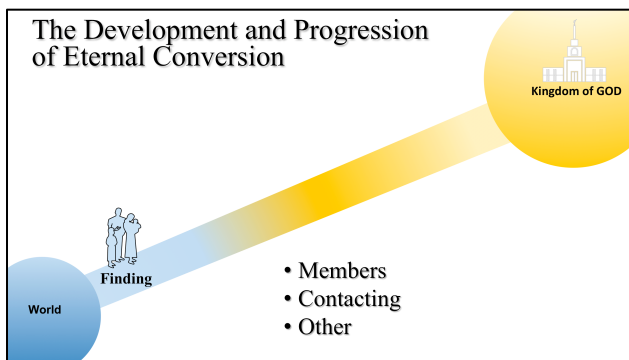 The Development and Progression
of Eternal Conversion
Kingdom of GOD
Finding
World
• Members
• Contacting
• Other